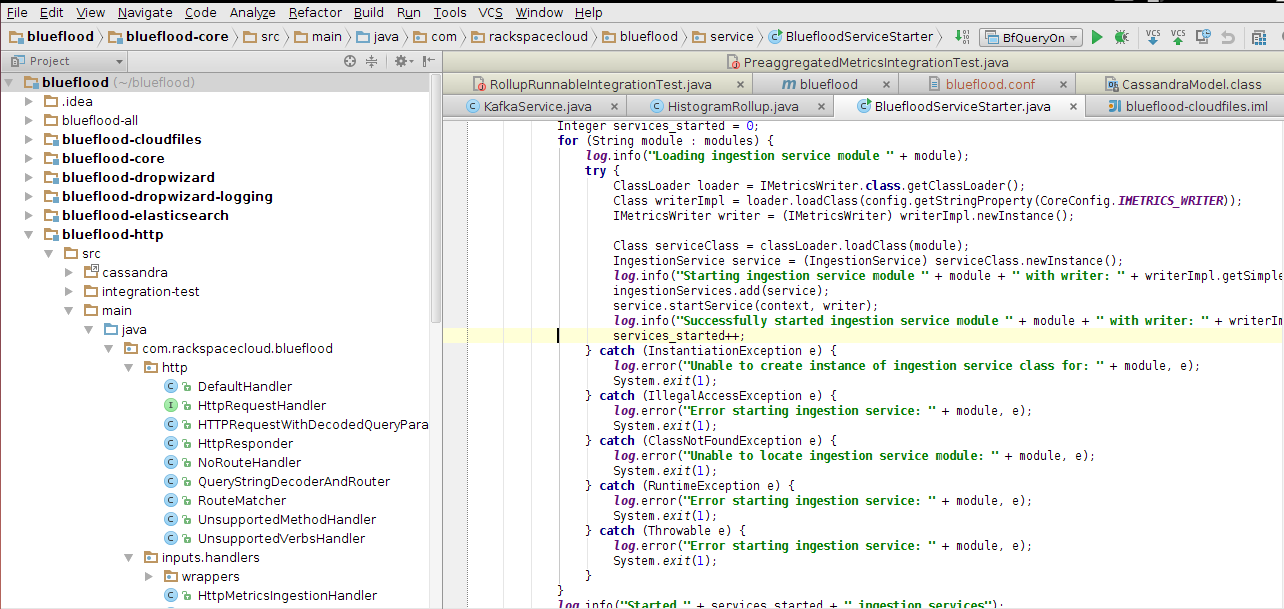 File Edit View Navigate Code Analyze Refactor Build Run Tools VCS Window Help
blueflood blueflood-core src main java com rackspacecloud blueflood service BluefloodServiceStarter BfQueryOn VCS VCS
Project
PreaggregatedMetricsIntegrationTest.java
RollupRunnableIntegrationTest.java blueflood blueflood.conf CassandraModel.class
KafkaService.java HistogramRollup.java BluefloodServiceStarter.java blueflood-cloudfiles.iml
blueflood (~/blueflood)
.idea
blueflood-all
blueflood-cloudfiles
blueflood-core
blueflood-dropwizard
blueflood-dropwizard-logging
blueflood-elasticsearch
blueflood-http
src
cassandra
integration-test
main
java
com.rackspacecloud.blueflood
http
DefaultHandler
HttpRequestHandler
HTTPRequestWithDecodedQueryPara
HttpResponder
NoRouteHandler
QueryStringDecoderAndRouter
RouteMatcher
UnsupportedMethodHandler
UnsupportedVerbsHandler
inputs.handlers
wrappers
HttpMetricsIngestionHandler
Integer services_started = 0;
for (String module : modules) {
log.info("Loading ingestion service module " + module);
try {
ClassLoader loader = IMetricsWriter.class.getClassLoader();
Class writerImpl = loader.loadClass(config.getStringProperty(CoreConfig.IMETRICS_WRITER));
IMetricsWriter writer = (IMetricsWriter) writerImpl.newInstance();
Class serviceClass = classLoader.loadClass(module);
IngestionService service = (IngestionService) serviceClass.newInstance();
log.info("Starting ingestion service module " + module + " with writer: " + writerImpl.getSimple
ingestionServices.add(service);
service.startService(context, writer);
log.info("Successfully started ingestion service module " + module + " with writer: " + writerIm
services_started++;
} catch (InstantiationException e) {
log.error("Unable to create instance of ingestion service class for: " + module, e);
System.exit(1);
} catch (IllegalAccessException e) {
log.error("Error starting ingestion service: " + module, e);
System.exit(1);
} catch (ClassNotFoundException e) {
log.error("Unable to locate ingestion service module: " + module, e);
System.exit(1);
} catch (RuntimeException e) {
log.error("Error starting ingestion service: " + module, e);
System.exit(1);
} catch (Throwable e) {
log.error("Error starting ingestion service: " + module, e);
System.exit(1);
}
}
log.info("Started " + services_started + " ingestion services");